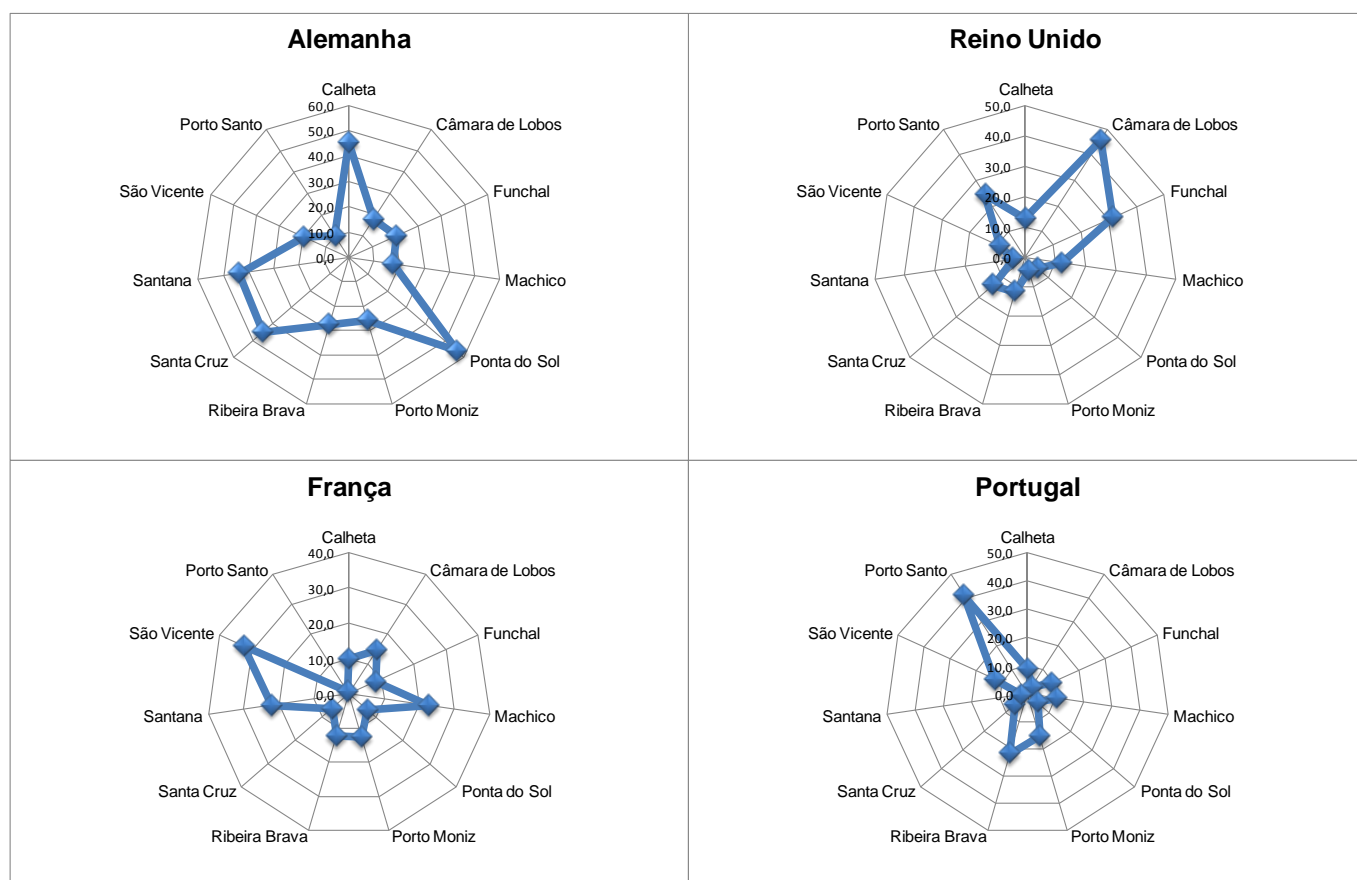 Alemanha
Calheta
Câmara de Lobos
Funchal
Machico
Ponta do Sol
Porto Moniz
Ribeira Brava
Santa Cruz
Santana
São Vicente
Porto Santo
60,0
50,0
40,0
30,0
20,0
10,0
0,0
Reino Unido
Calheta
Câmara de Lobos
Funchal
Machico
Ponta do Sol
Porto Moniz
Ribeira Brava
Santa Cruz
Santana
São Vicente
Porto Santo
50,0
40,0
30,0
20,0
10,0
0,0
França
Calheta
Câmara de Lobos
Funchal
Machico
Ponta do Sol
Porto Moniz
Ribeira Brava
Santa Cruz
Santana
São Vicente
Porto Santo
40,0
30,0
20,0
10,0
0,0
Portugal
Calheta
Câmara de Lobos
Funchal
Machico
Ponta do Sol
Porto Moniz
Ribeira Brava
Santa Cruz
Santana
São Vicente
Porto Santo
50,0
40,0
30,0
20,0
10,0
0,0